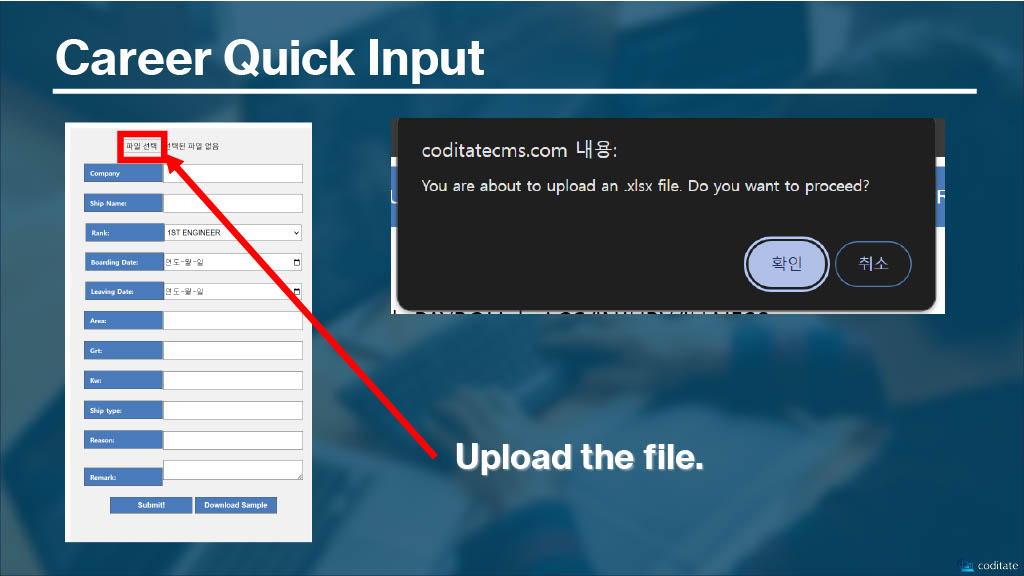 Career Quick Input
파일 선택 선택된 파일 없음
Company
Ship Name:
Rank:
1ST ENGINEER
Boarding Date:
연도-월-일
Leaving Date:
연도-월-일
Area:
Grt:
Kw:
Ship type:
Reason:
Remark:
Submit!
Download Sample
coditatecms.com 내용:
You are about to upload an .xlsx file. Do you want to proceed?
확인
취소
Upload the file.
coditate